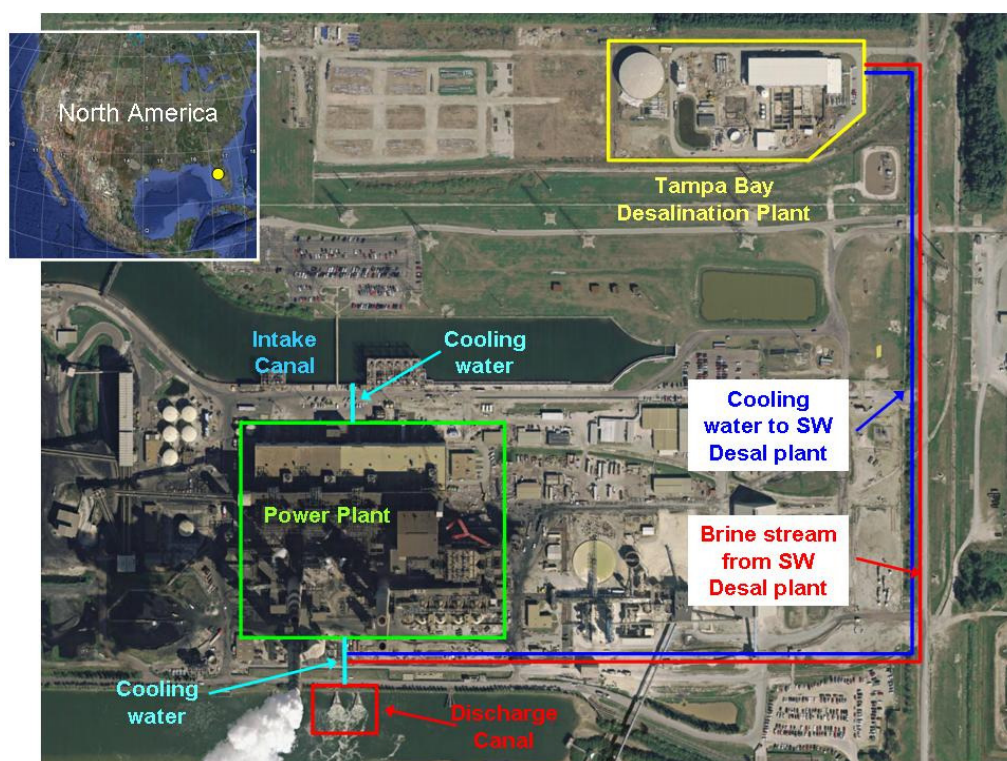 North America
Tampa Bay
Desalination Plant
Intake
Canal
Cooling
water
Cooling
water to SW
Desal plant
Power Plant
Brine stream
from SW
Desal plant
Cooling
water
Discharge
Canal